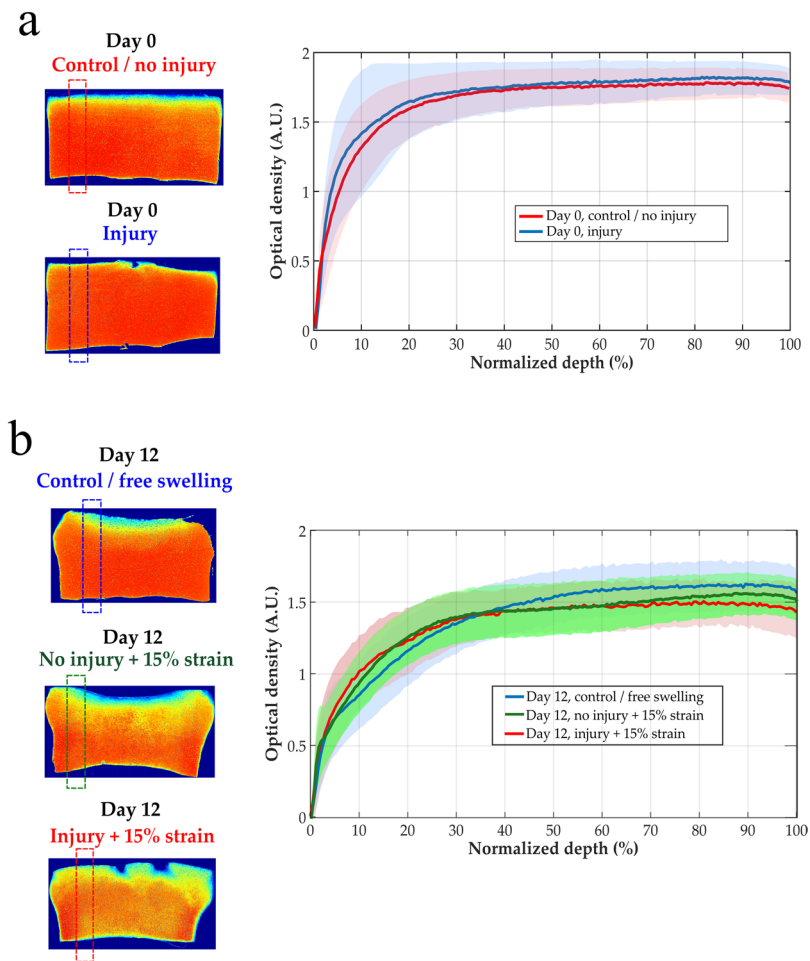 a
Day 0
Control / no injury
Day 0
Injury
Optical density (A.U.)
2
1.5
1
0.5
0
Day 0, control / no injury
Day 0, injury
0 10 20 30 40 50 60 70 80 90 100
Normalized depth (%)
b
Day 12
Control / free swelling
Day 12
No injury + 15% strain
Day 12
Injury + 15% strain
Optical density (A.U.)
2
1.5
1
0.5
0
Day 12, control / free swelling
Day 12, no injury + 15% strain
Day 12, injury + 15% strain
0 10 20 30 40 50 60 70 80 90 100
Normalized depth (%)